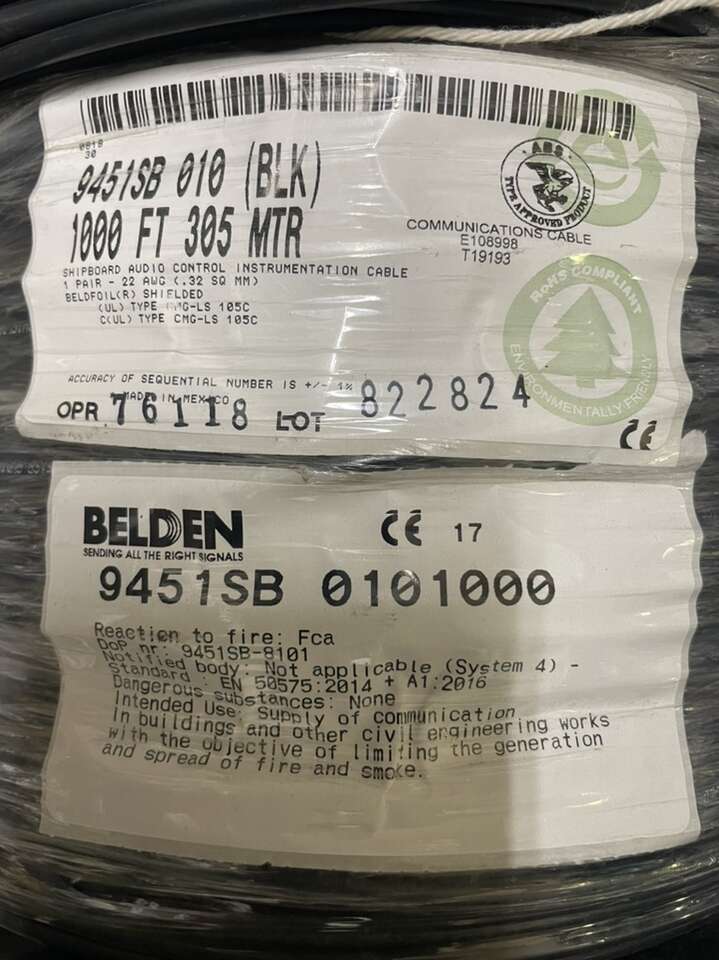 0818
30
9451SB 010 (BLK)
1000 FT 305 MTR
SHIPBOARD AUDIO CONTROL INSTRUMENTATION CABLE
1 PAIR - 22 AWG (.32 SQ MM)
BELDFOIL(R) SHIELDED
(UL) TYPE CMG-LS 105C
C(UL) TYPE CMG-LS 105C
· ABS ·
TYPE APPROVED PRODUCT
COMMUNICATIONS CABLE
E108998
T19193
e
RoHS COMPLIANT
ENVIRONMENTALLY FRIENDLY
ACCURACY OF SEQUENTIAL NUMBER IS +/- 1%
MADE IN MEXICO
OPR 76118 LOT 822824
CE
BELDEN
SENDING ALL THE RIGHT SIGNALS
CE 17
9451SB 0101000
Reaction to fire: Fca
DoP nr: 9451SB-8101
Notified body: Not applicable (System 4) -
Standard : EN 50575:2014 + A1:2016
Dangerous substances: None
Intended Use: Supply of communication
in buildings and other civil engineering works
with the objective of limiting the generation
and spread of fire and smoke.